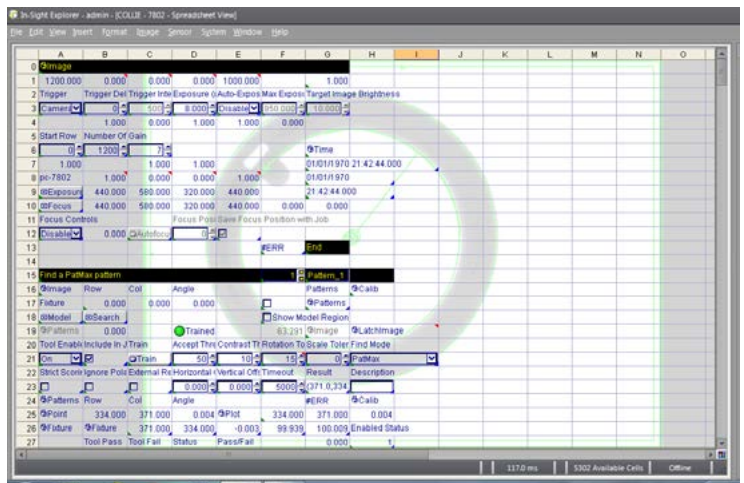 In-Sight Explorer - admin - [COLLIE - 7802 - Spreadsheet View]
File Edit View Insert Format Image Sensor System Window Help
A B C D E F G H I J K L M N O
0 Image
1 1200.000 0.000 0.000 0.000 1000.000 1.000
2 Trigger Trigger Del Trigger Inte Exposure ( Auto-Expos Max Expos Target Image Brightness
3 Camera 0 500 8.000 Disable 950.000 10.000
4 1.000 0.000 1.000 1.000 0.000
5 Start Row Number Of Gain
6 0 1200 7 Time
7 1.000 1.000 1.000 01/01/1970 21:42:44.000
8 pc-7802 1.000 0.000 0.000 1.000 01/01/1970
9 Exposur 440.000 580.000 320.000 440.000 21:42:44.000
10 Focus 440.000 580.000 320.000 440.000 0.000 0.000
11 Focus Controls Focus Posi Save Focus Position with Job
12 Disable 0.000 Autofocu 0
13 #ERR End
14
15 Find a PatMax pattern 1 Pattern_1
16 Image Row Col Angle Patterns Calib
17 Fixture 0.000 0.000 0.000 Patterns
18 Model Search Show Model Region
19 Patterns 0.000 Trained 83.291 Image LatchImage
20 Tool Enable Include In J Train Accept Thre Contrast Tl Rotation To Scale Toler Find Mode
21 On Train 50 10 15 0 PatMax
22 Strict Scorin Ignore Pola External Re Horizontal Vertical Offs Timeout Result Description
23 0.000 0.000 5000 (371.0,334
24 Patterns Row Col Angle #ERR Calib
25 Point 334.000 371.000 0.004 Plot 334.000 371.000 0.004
26 Fixture Fixture 371.000 334.000 -0.003 99.939 100.009 Enabled Status
27 Tool Pass Tool Fail Status Pass/Fail 0.000 1
117.0 ms 5302 Available Cells Offline